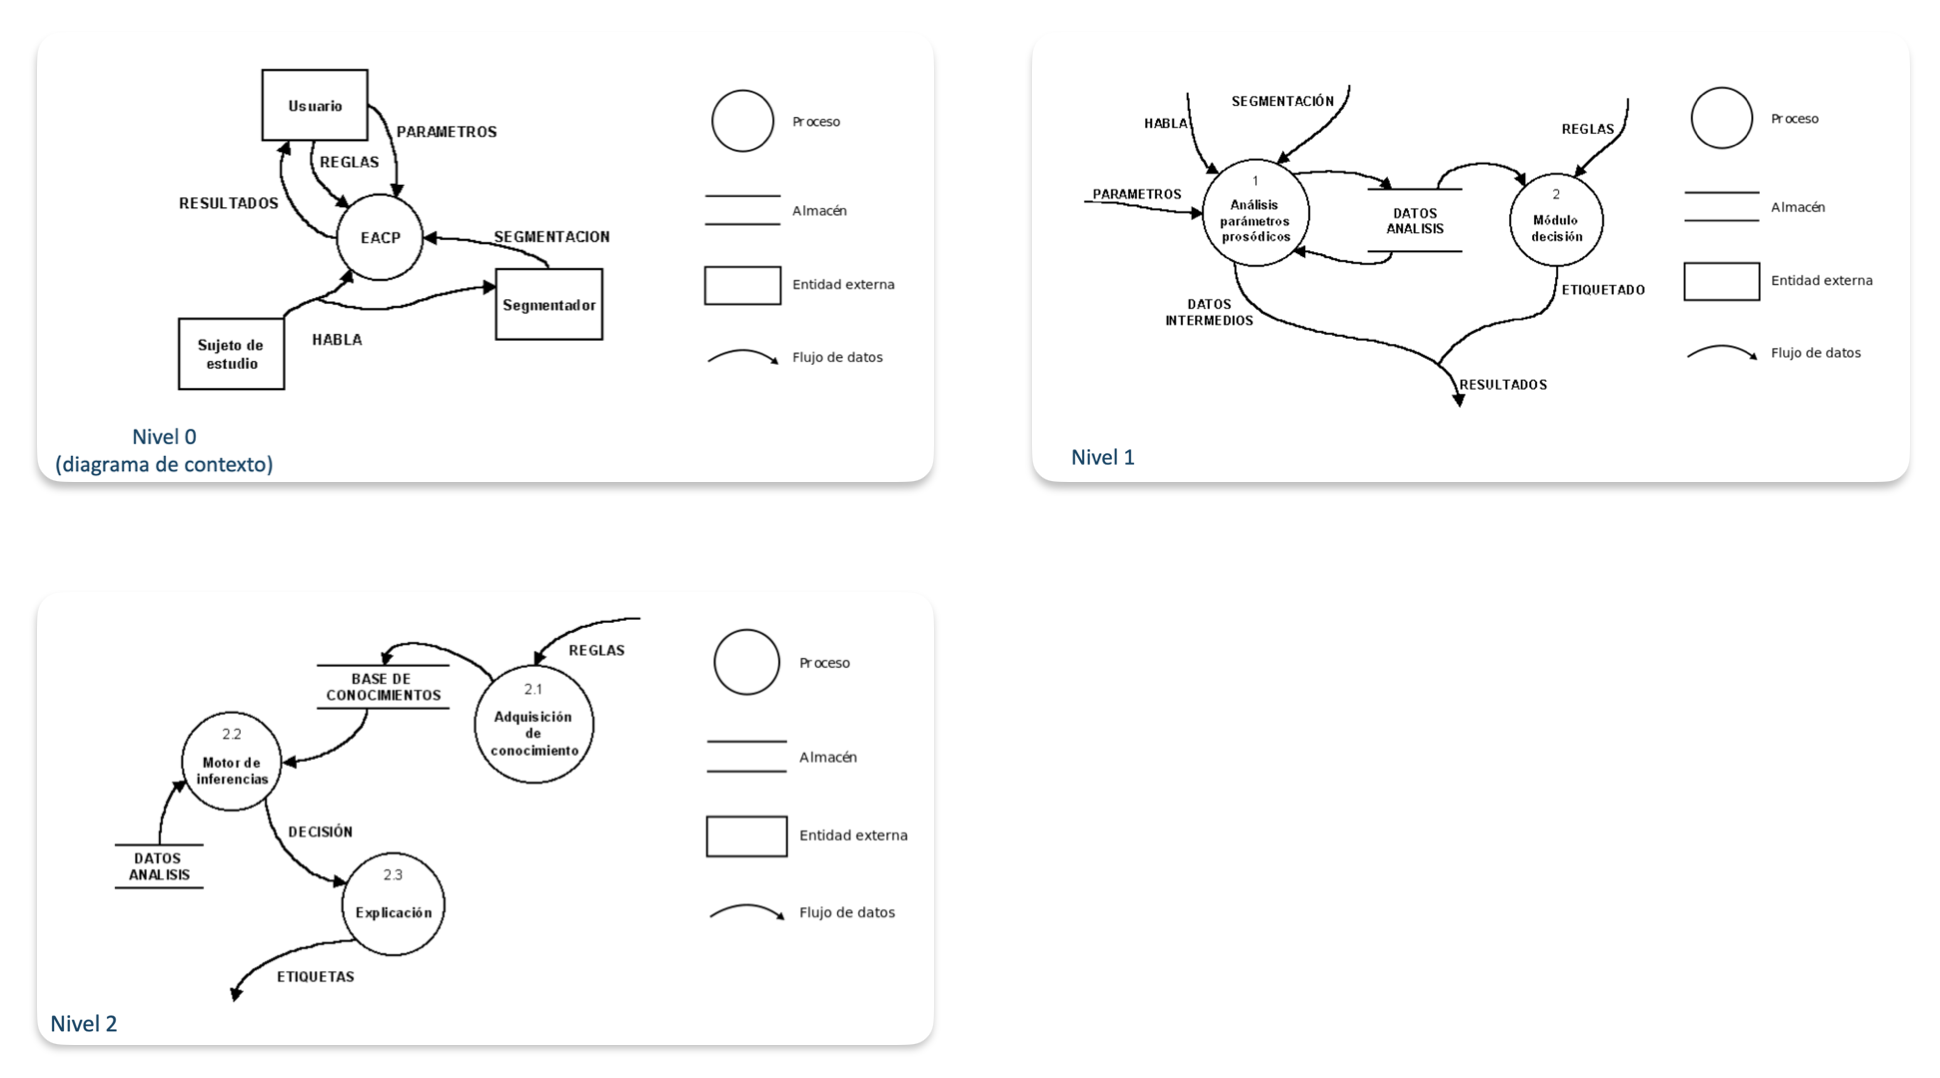 Usuario
PARAMETROS
REGLAS
RESULTADOS
EACP
SEGMENTACION
Segmentador
Sujeto de
estudio
HABLA
Proceso
Almacén
Entidad externa
Flujo de datos
Nivel 0
(diagrama de contexto)
SEGMENTACIÓN
HABLA
REGLAS
PARAMETROS
1
Análisis
parámetros
prosódicos
DATOS
ANALISIS
2
Módulo
decisión
ETIQUETADO
DATOS
INTERMEDIOS
RESULTADOS
Proceso
Almacén
Entidad externa
Flujo de datos
Nivel 1
REGLAS
BASE DE
CONOCIMIENTOS
2.1
Adquisición
de
conocimiento
2.2
Motor de
inferencias
DECISIÓN
DATOS
ANALISIS
2.3
Explicación
ETIQUETAS
Proceso
Almacén
Entidad externa
Flujo de datos
Nivel 2